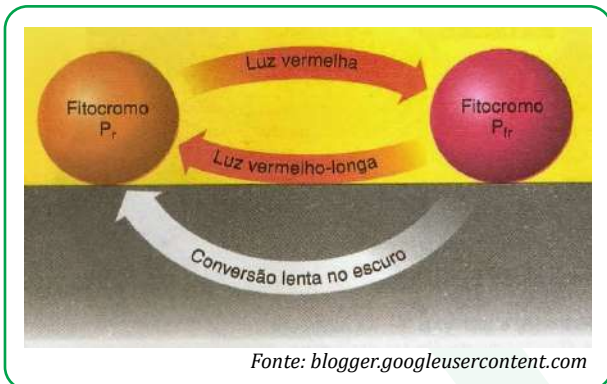 Luz vermelha
Fitocromo
Pr
Fitocromo
Pfr
Luz vermelho-longa
Conversão lenta no escuro
Fonte: blogger.googleusercontent.com